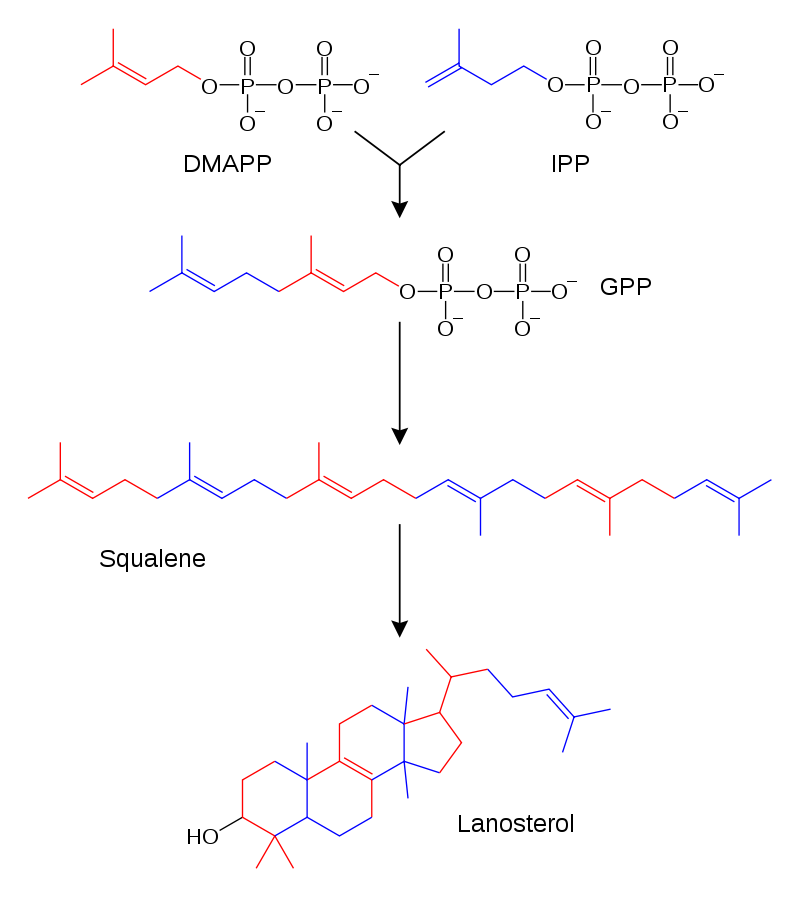 O O O O
O P O P O⁻ O P O P O⁻
O⁻ O⁻ O⁻ O⁻
DMAPP IPP
O O
O P O P O⁻ GPP
O⁻ O⁻
Squalene
Lanosterol
HO